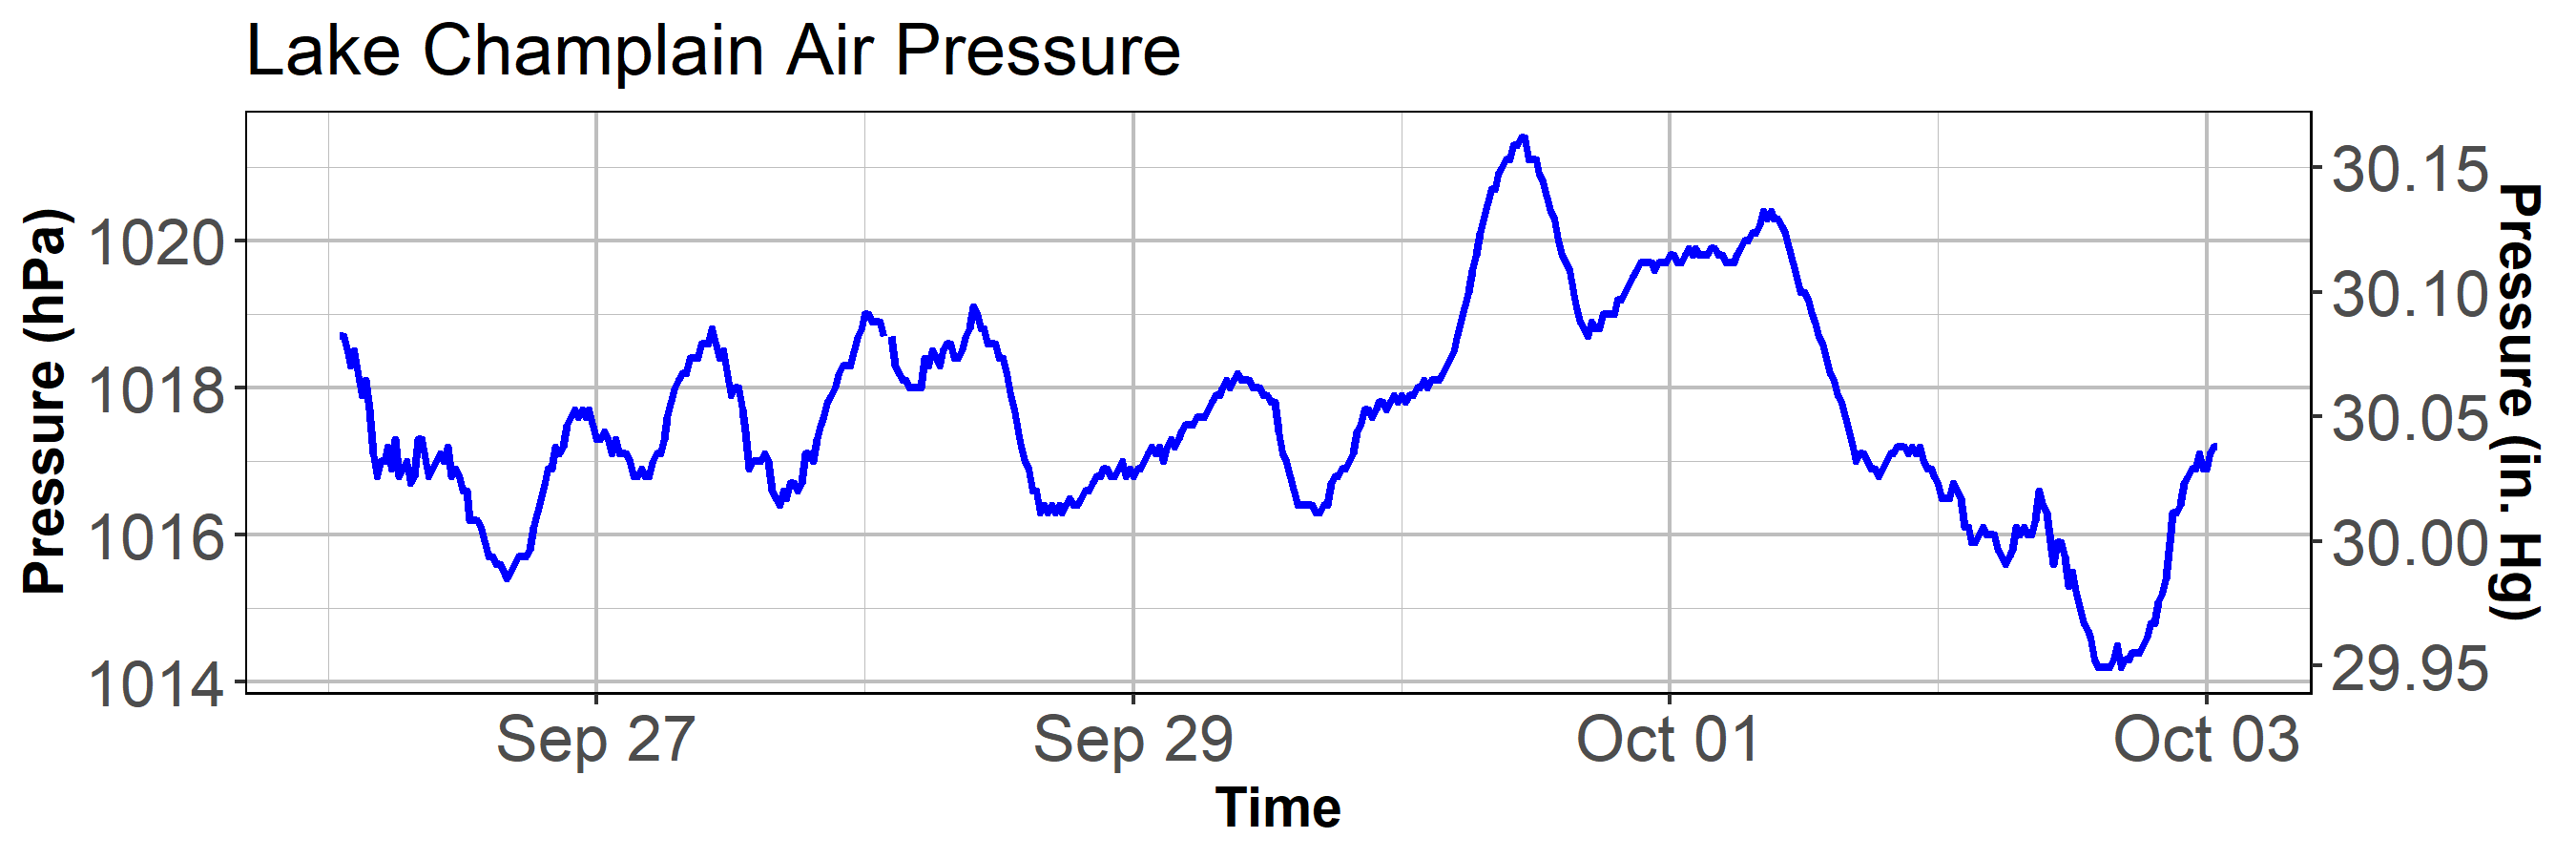 Lake Champlain Air Pressure
Pressure (hPa)
1020
1018
1016
1014
30.15
30.10
30.05
30.00
29.95
Pressure (in. Hg)
Sep 27
Sep 29
Oct 01
Oct 03
Time